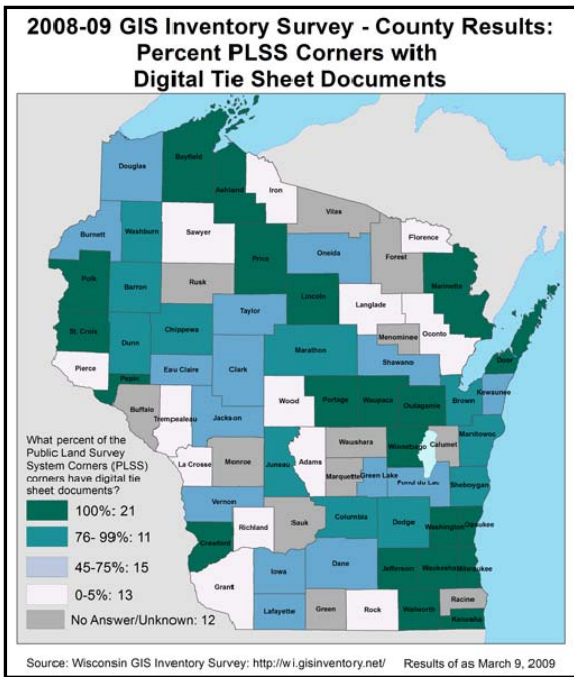 2008-09 GIS Inventory Survey - County Results:
Percent PLSS Corners with
Digital Tie Sheet Documents
Douglas
Bayfield
Ashland
Iron
Vilas
Florence
Burnett
Washburn
Sawyer
Price
Oneida
Forest
Marinette
Polk
Barron
Rusk
Lincoln
Langlade
Taylor
Menominee
Oconto
St. Croix
Dunn
Chippewa
Marathon
Shawano
Door
Pierce
Pepin
Eau Claire
Clark
Buffalo
Trempealeau
Jackson
Wood
Portage
Waupaca
Outagamie
Brown
Kewaunee
La Crosse
Monroe
Juneau
Adams
Waushara
Winnebago
Calumet
Manitowoc
Marquette
Green Lake
Fond du Lac
Sheboygan
Vernon
Crawford
Richland
Sauk
Columbia
Dodge
Washington
Ozaukee
Grant
Iowa
Dane
Jefferson
Waukesha
Milwaukee
Lafayette
Green
Rock
Walworth
Racine
Kenosha
What percent of the
Public Land Survey
System Corners (PLSS)
corners have digital tie
sheet documents?
100%: 21
76- 99%: 11
45-75%: 15
0-5%: 13
No Answer/Unknown: 12
Source: Wisconsin GIS Inventory Survey: http://wi.gisinventory.net/ Results of as March 9, 2009